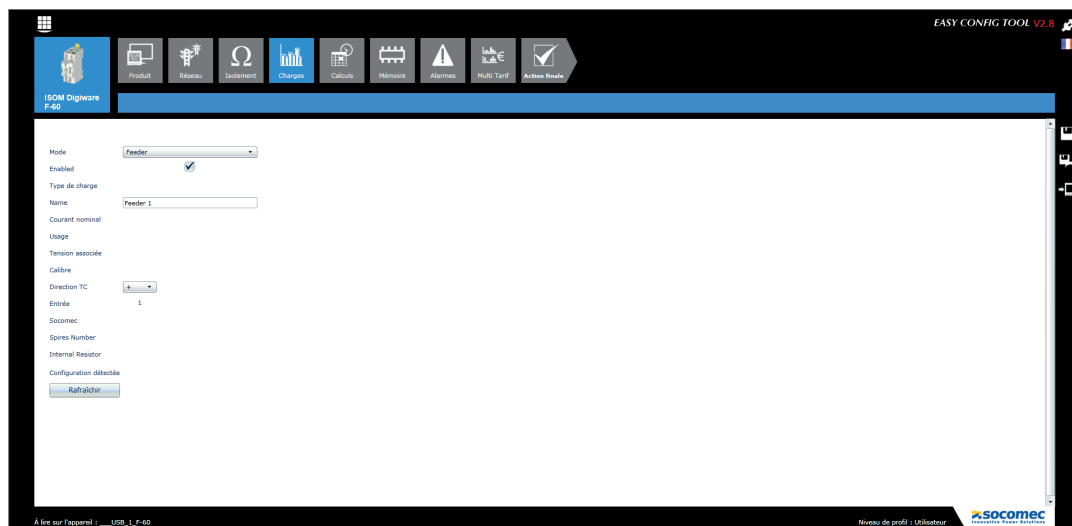 EASY CONFIG TOOL V2.8
Produit
Réseau
Ω
Isolement
Charges
Calculs
Mémoire
Alarmes
€
Multi Tarif
Action finale
ISOM Digiware
F-60
Mode Feeder
Enabled
Type de charge
Name Feeder 1
Courant nominal
Usage
Tension associée
Calibre
Direction TC +
Entrée 1
Socomec
Spires Number
Internal Resistor
Configuration détectée
Rafraîchir
À lire sur l'appareil : ___USB_1_F-60
Niveau de profil : Utilisateur
socomec
Innovative Power Solutions